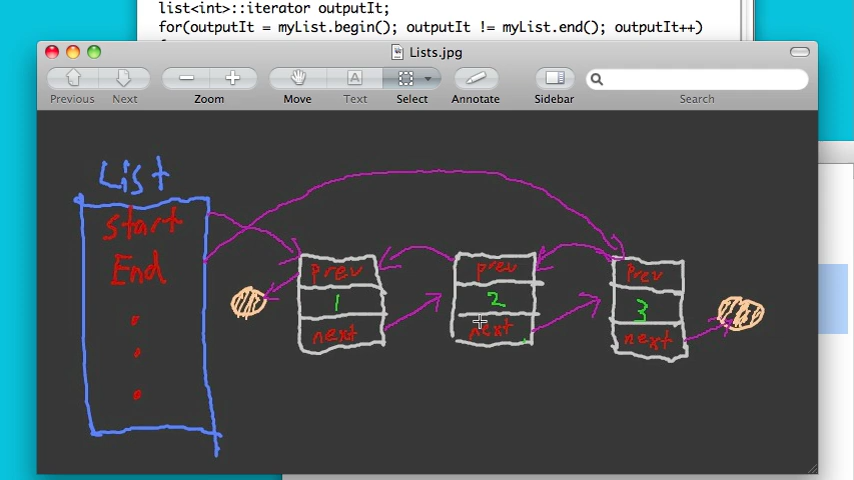 list<int>::iterator outputIt;
for(outputIt = myList.begin(); outputIt != myList.end(); outputIt++)
Lists.jpg
Previous Next Zoom Move Text Select Annotate Sidebar Search
List
Start
End
prev
1
next
prev
2
next
prev
3
next